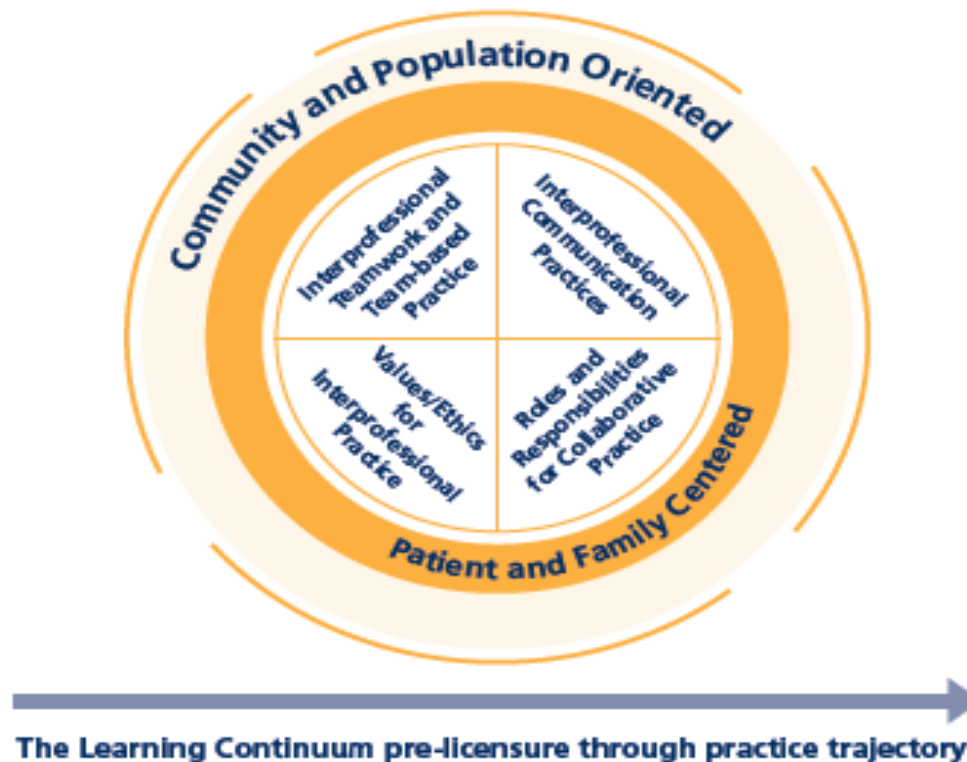 Community and Population Oriented
Interprofessional
Teamwork and
Team-based
Practice
Interprofessional
Communication
Practices
Values/Ethics
for
Interprofessional
Practice
Roles and
Responsibilities
for Collaborative
Practice
Patient and Family Centered
The Learning Continuum pre-licensure through practice trajectory